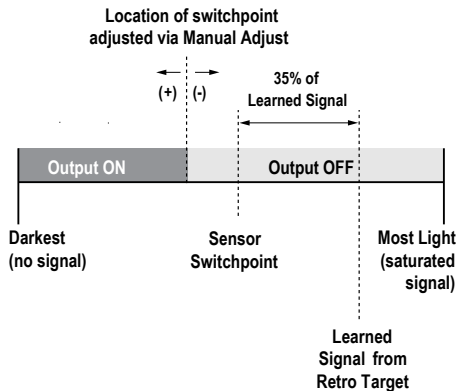 Location of switchpoint
adjusted via Manual Adjust
35% of
Learned Signal
(+) (-)
Output ON
Output OFF
Darkest
(no signal)
Sensor
Switchpoint
Most Light
(saturated
signal)
Learned
Signal from
Retro Target